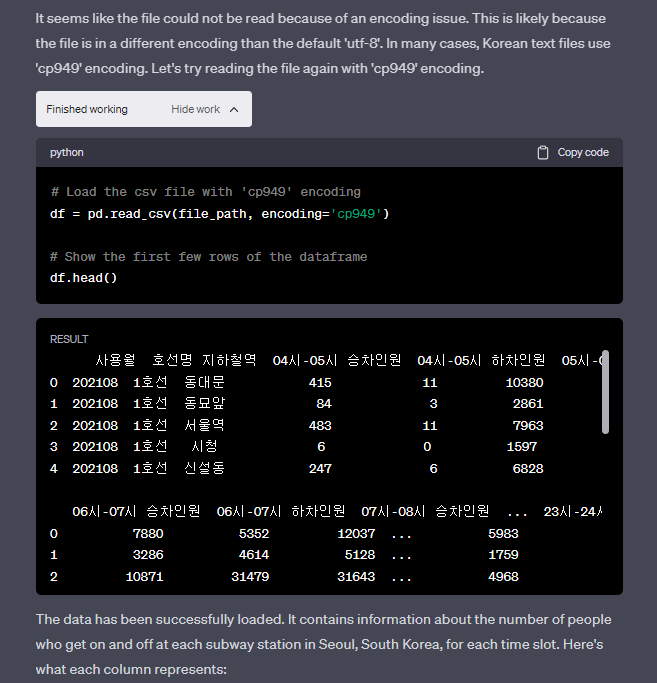 It seems like the file could not be read because of an encoding issue. This is likely because
the file is in a different encoding than the default 'utf-8'. In many cases, Korean text files use
'cp949' encoding. Let's try reading the file again with 'cp949' encoding.
Finished working Hide work
python Copy code
# Load the csv file with 'cp949' encoding
df = pd.read_csv(file_path, encoding='cp949')
# Show the first few rows of the dataframe
df.head()
RESULT
사용월 호선명 지하철역 04시-05시 승차인원 04시-05시 하차인원 05시-0
0 202108 1호선 동대문 415 11 10380
1 202108 1호선 동묘앞 84 3 2861
2 202108 1호선 서울역 483 11 7963
3 202108 1호선 시청 6 0 1597
4 202108 1호선 신설동 247 6 6828
06시-07시 승차인원 06시-07시 하차인원 07시-08시 승차인원 ... 23시-24시
0 7880 5352 12037 ... 5983
1 3286 4614 5128 ... 1759
2 10871 31479 31643 ... 4968
The data has been successfully loaded. It contains information about the number of people
who get on and off at each subway station in Seoul, South Korea, for each time slot. Here's
what each column represents: